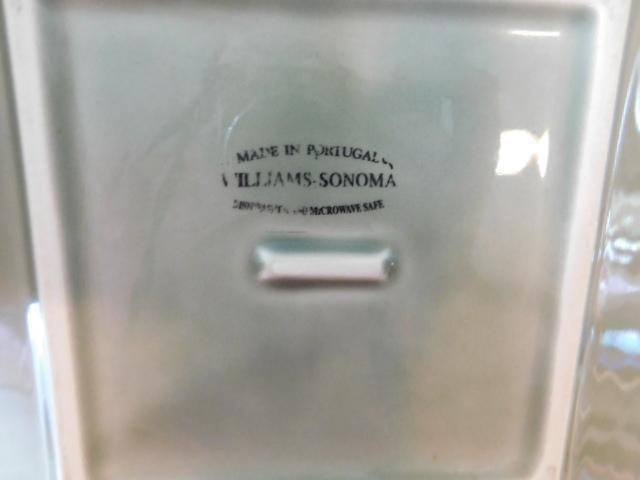 MADE IN PORTUGAL
WILLIAMS-SONOMA
MICROWAVE SAFE